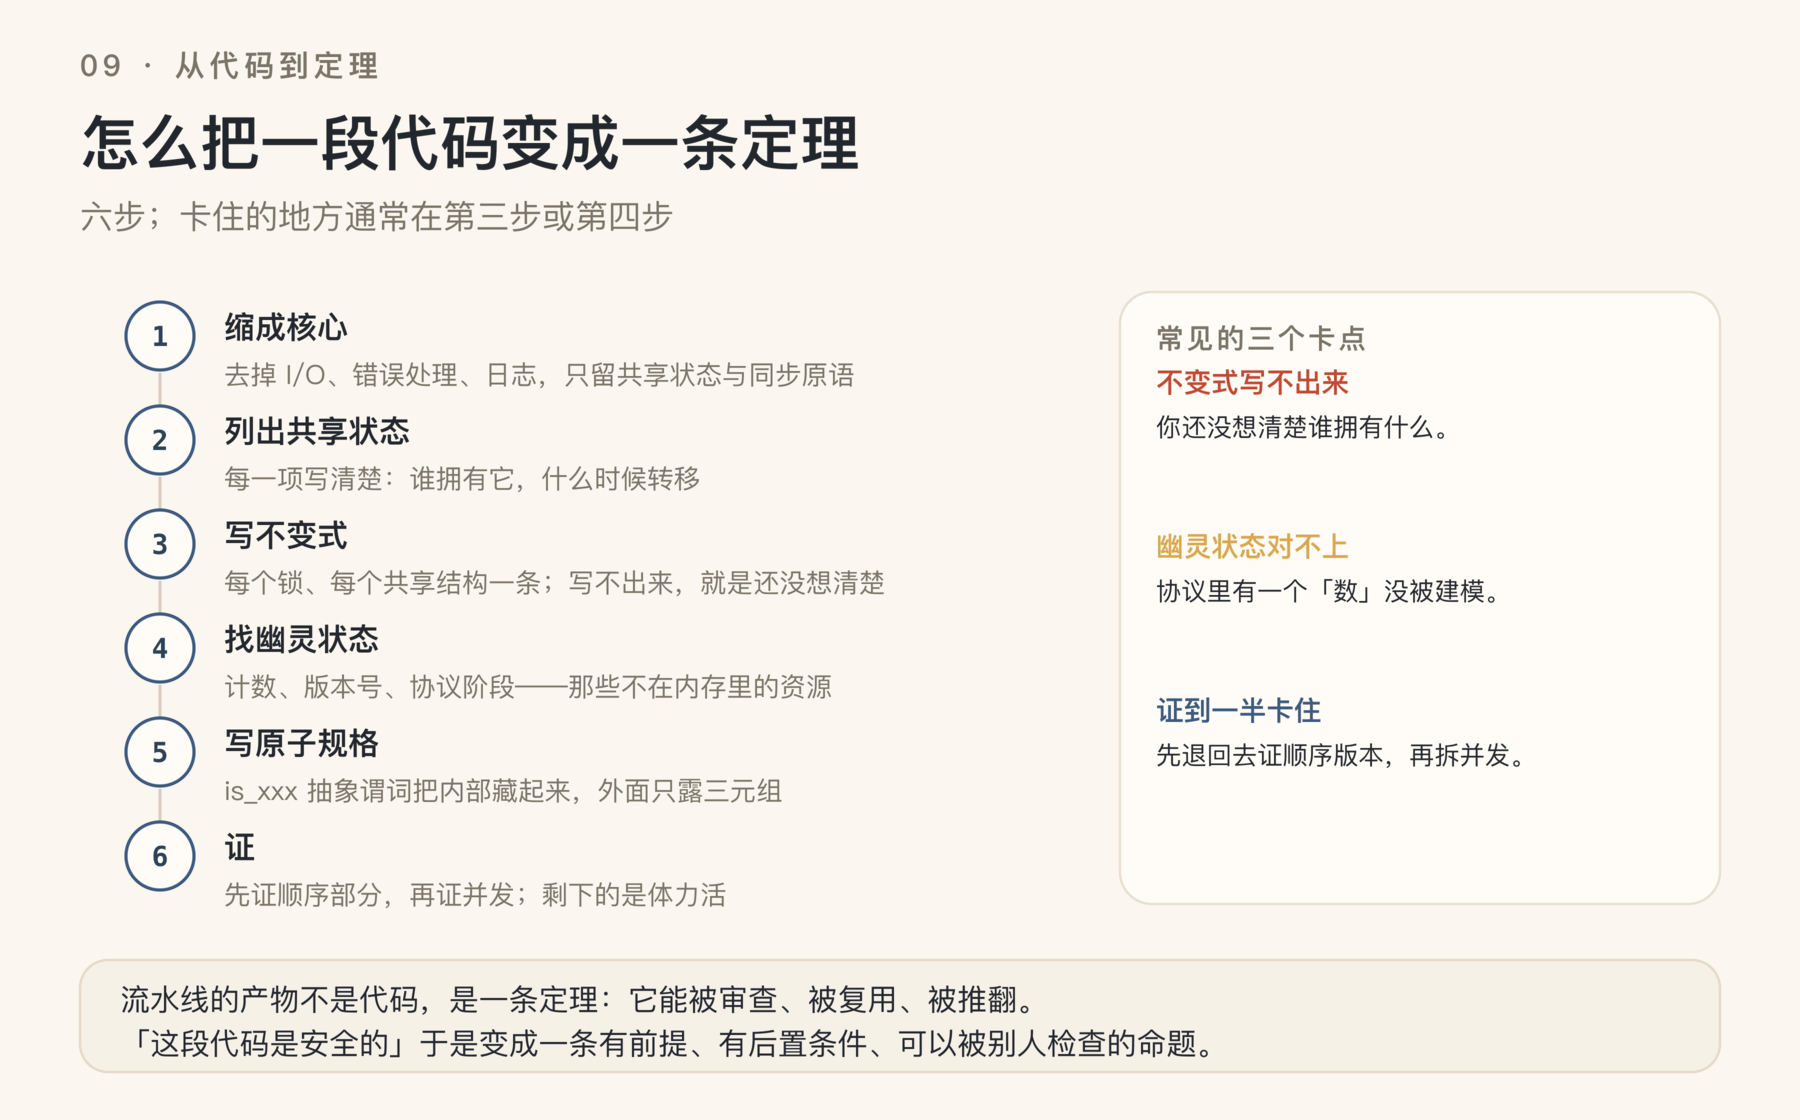 09 · 从代码到定理
怎么把一段代码变成一条定理
六步；卡住的地方通常在第三步或第四步
1
缩成核心
去掉 I/O、错误处理、日志，只留共享状态与同步原语
2
列出共享状态
每一项写清楚：谁拥有它，什么时候转移
3
写不变式
每个锁、每个共享结构一条；写不出来，就是还没想清楚
4
找幽灵状态
计数、版本号、协议阶段——那些不在内存里的资源
5
写原子规格
is_xxx 抽象谓词把内部藏起来，外面只露三元组
6
证
先证顺序部分，再证并发；剩下的是体力活
常见的三个卡点
不变式写不出来
你还没想清楚谁拥有什么。
幽灵状态对不上
协议里有一个「数」没被建模。
证到一半卡住
先退回去证顺序版本，再拆并发。
流水线的产物不是代码，是一条定理：它能被审查、被复用、被推翻。
「这段代码是安全的」于是变成一条有前提、有后置条件、可以被别人检查的命题。